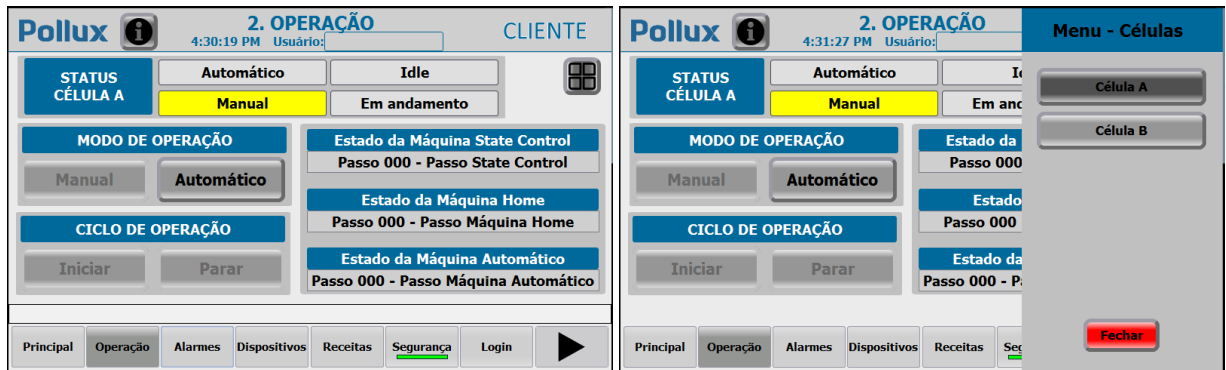 Pollux
2. OPERAÇÃO
4:30:19 PM Usuário:
CLIENTE
STATUS
CÉLULA A
Automático
Idle
Manual
Em andamento
MODO DE OPERAÇÃO
Manual
Automático
CICLO DE OPERAÇÃO
Iniciar
Parar
Estado da Máquina State Control
Passo 000 - Passo State Control
Estado da Máquina Home
Passo 000 - Passo Máquina Home
Estado da Máquina Automático
Passo 000 - Passo Máquina Automático
Principal
Operação
Alarmes
Dispositivos
Receitas
Segurança
Login
Pollux
2. OPERAÇÃO
4:31:27 PM Usuário:
STATUS
CÉLULA A
Automático
Manual
MODO DE OPERAÇÃO
Manual
Automático
CICLO DE OPERAÇÃO
Iniciar
Parar
Estado da
Passo 000
Estado
Passo 000
Estado da
Passo 000 -
Principal
Operação
Alarmes
Dispositivos
Receitas
Menu - Células
Célula A
Célula B
Fechar